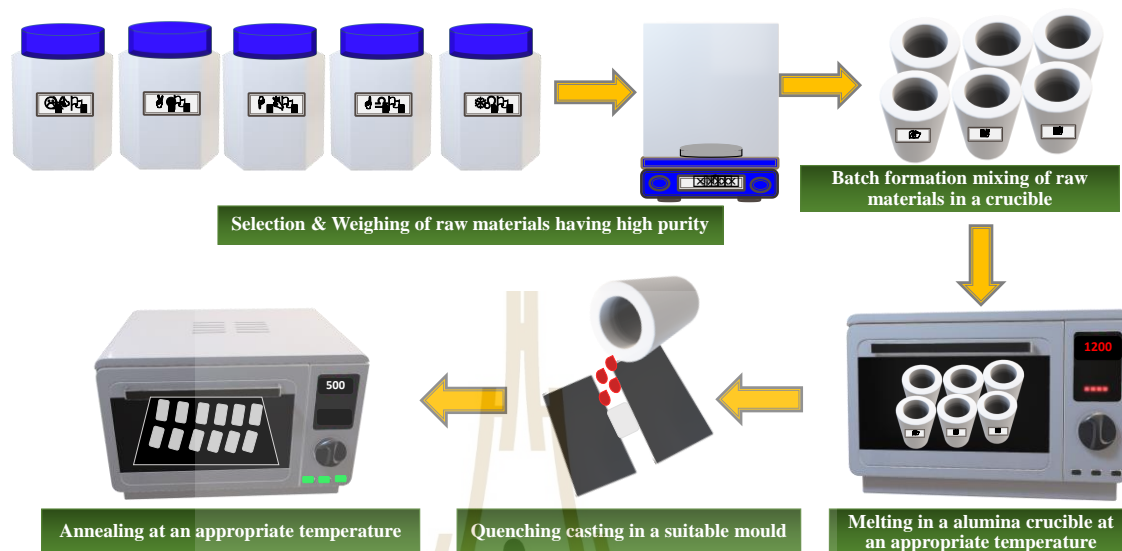 Selection & Weighing of raw materials having high purity
Batch formation mixing of raw
materials in a crucible
1200
500
Annealing at an appropriate temperature
Quenching casting in a suitable mould
Melting in a alumina crucible at
an appropriate temperature